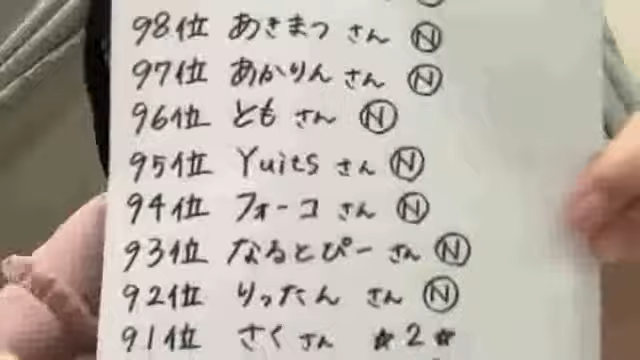 98位 あきまつ さん Ⓝ
97位 あかりん さん Ⓝ
96位 とも さん Ⓝ
95位 Yuits さん Ⓝ
94位 フォーコ さん Ⓝ
93位 なるとぴー さん Ⓝ
92位 りったん さん Ⓝ
91位 さく さん ☆2☆